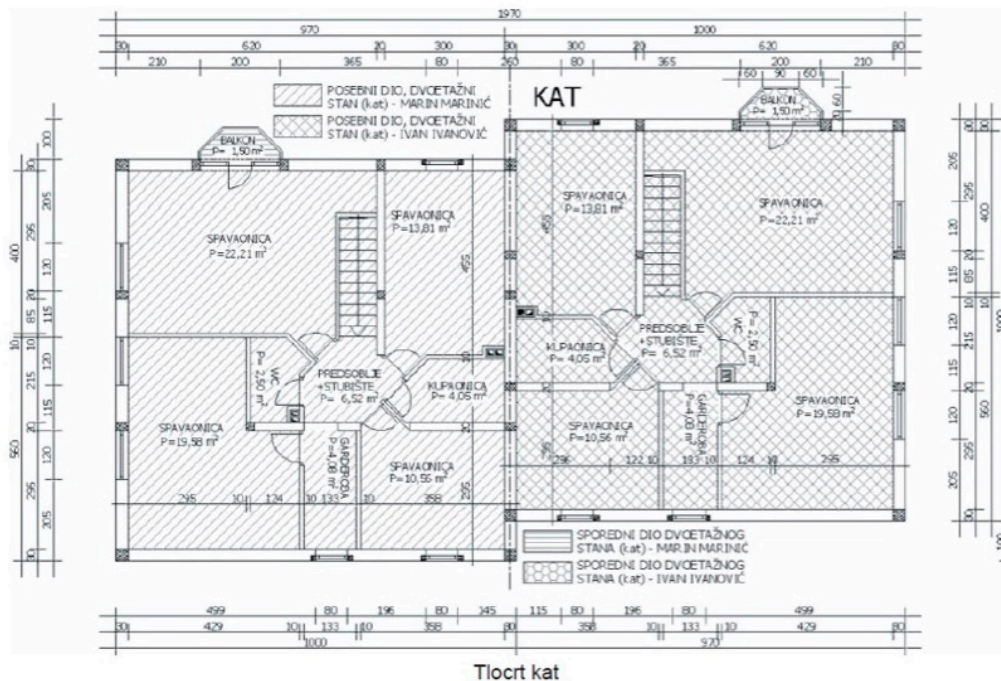 1970
970
1000
30
620
20
300
30
300
20
620
80
210
200
365
80
260
80
365
200
210
60 90 60
POSEBNI DIO, DVOETAŽNI
STAN (kat) - MARIN MARINIĆ
POSEBNI DIO, DVOETAŽNI
STAN (kat) - IVAN IVANOVIĆ
KAT
BALKON
P= 1,50 m²
BALKON
P= 1,50 m²
SPAVAONICA
P=22,21 m²
SPAVAONICA
P=13,81 m²
SPAVAONICA
P=13,81 m²
SPAVAONICA
P=22,21 m²
WC
P= 2,50 m²
PREDSOBLJE
+STUBIŠTE
P= 6,52 m²
KUPAONICA
P= 4,05 m²
KUPAONICA
P= 4,05 m²
PREDSOBLJE
+STUBIŠTE
P= 6,52 m²
WC
P= 2,50 m²
SPAVAONICA
P=19,58 m²
GARDEROBA
P=4,08 m²
SPAVAONICA
P=10,56 m²
SPAVAONICA
P=10,56 m²
GARDEROBA
P=4,08 m²
SPAVAONICA
P=19,58 m²
296 122 10 193 10 124 10 295
295 10 134 10 133 10 358
SPOREDNI DIO DVOETAŽNOG
STANA (kat) - MARIN MARINIĆ
SPOREDNI DIO DVOETAŽNOG
STANA (kat) - IVAN IVANOVIĆ
499 80 196 80 145 115 80 196 80 499
30 429 10 133 10 358 358 10 133 10 429 80
1000
970
Tlocrt kat